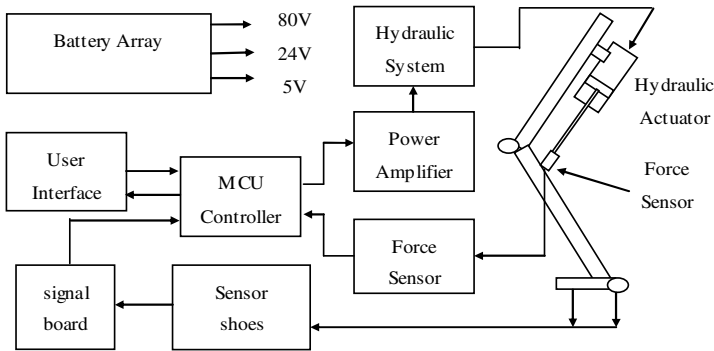 Battery Array
80V
24V
5V
Hydraulic
System
Hydraulic
Actuator
User
Interface
MCU
Controller
Power
Amplifier
Force
Sensor
Force
Sensor
signal
board
Sensor
shoes